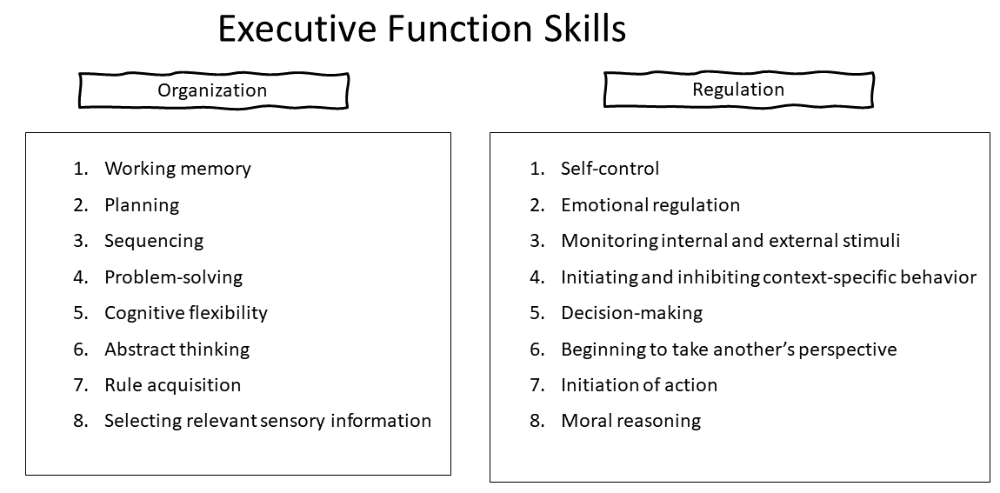 Executive Function Skills
Organization
1. Working memory
2. Planning
3. Sequencing
4. Problem-solving
5. Cognitive flexibility
6. Abstract thinking
7. Rule acquisition
8. Selecting relevant sensory information
Regulation
1. Self-control
2. Emotional regulation
3. Monitoring internal and external stimuli
4. Initiating and inhibiting context-specific behavior
5. Decision-making
6. Beginning to take another’s perspective
7. Initiation of action
8. Moral reasoning